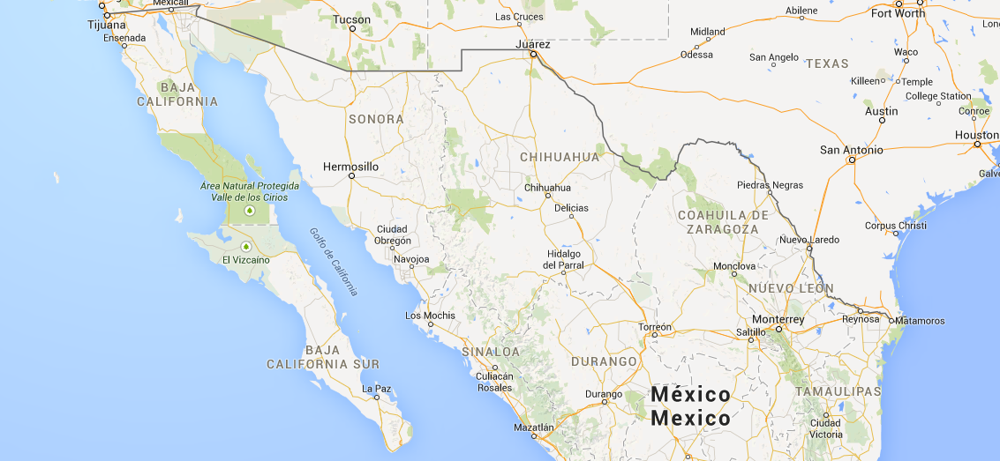 Mexicali
Tijuana
Ensenada
Tucson
Las Cruces
Abilene
Fort Worth
Juárez
Midland
Odessa
San Angelo
TEXAS
Waco
Killeen
Temple
College Station
Conroe
Austin
Houston
San Antonio
BAJA
CALIFORNIA
SONORA
Hermosillo
CHIHUAHUA
Chihuahua
Delicias
Piedras Negras
COAHUILA DE
ZARAGOZA
Área Natural Protegida
Valle de los Cirios
El Vizcaíno
Golfo de California
Ciudad
Obregón
Navojoa
Hidalgo
del Parral
Nuevo Laredo
Corpus Christi
Monclova
NUEVO LEÓN
Los Mochis
Torreón
Saltillo
Monterrey
Reynosa
Matamoros
BAJA
CALIFORNIA SUR
La Paz
SINALOA
Culiacán
Rosales
DURANGO
Durango
Mazatlán
México
Mexico
TAMAULIPAS
Ciudad
Victoria